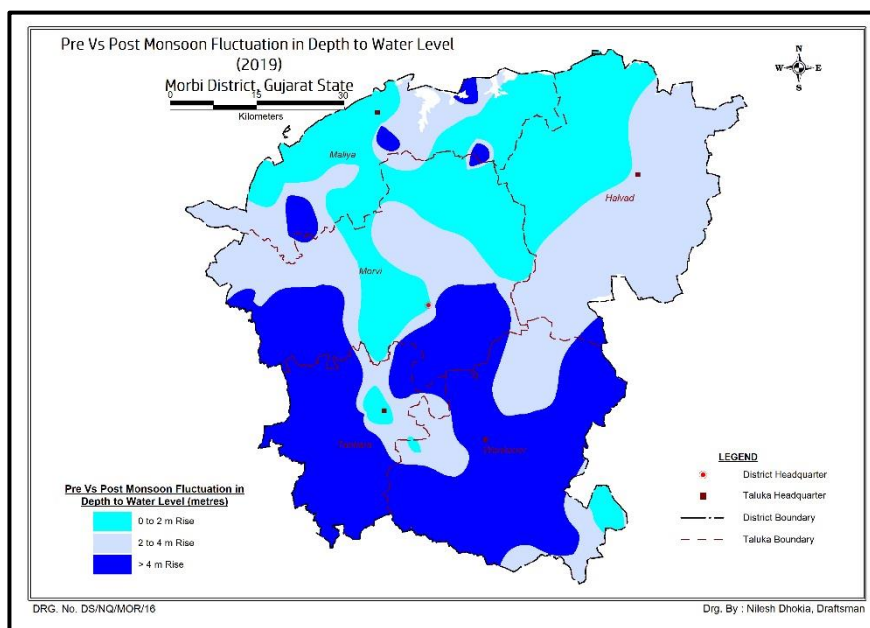 Pre Vs Post Monsoon Fluctuation in Depth to Water Level
(2019)
Morbi District, Gujarat State
0 15 30
Kilometers
N
W E
S
Maliya
Halvad
Morvi
LEGEND
District Headquarter
Taluka Headquarter
District Boundary
Taluka Boundary
Pre Vs Post Monsoon Fluctuation in
Depth to Water Level (metres)
0 to 2 m Rise
2 to 4 m Rise
> 4 m Rise
DRG. No. DS/NQ/MOR/16
Drg. By : Nilesh Dhokia, Draftsman